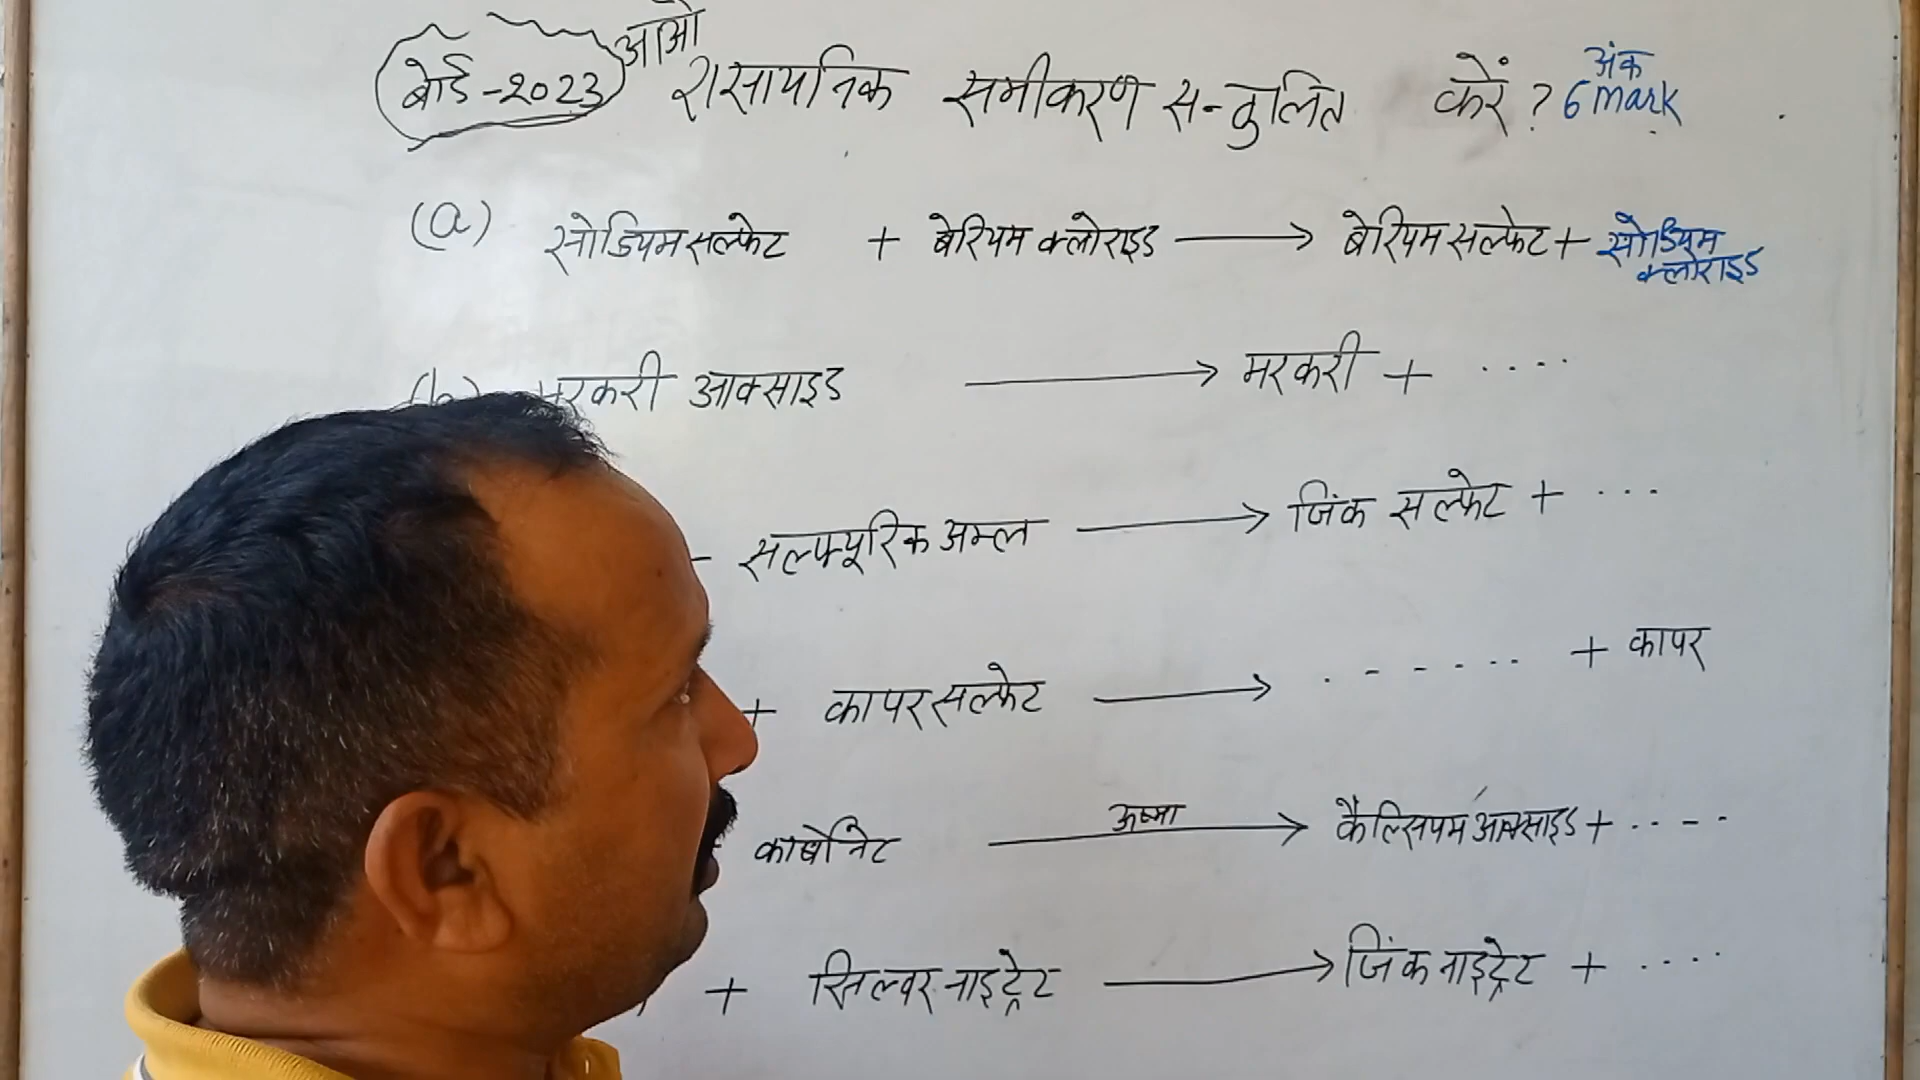 बोर्ड-2023 आओ रासायनिक समीकरण सन्तुलित करें ? 6 अंक mark
(a) सोडियम सल्फेट + बेरियम क्लोराइड → बेरियम सल्फेट + सोडियम क्लोराइड
(b) मरकरी आक्साइड → मरकरी + ....
सल्फ्यूरिक अम्ल → जिंक सल्फेट + ...
+ कापर सल्फेट → ...... + कापर
कार्बोनेट ऊष्मा → कैल्सियम आक्साइड + ....
+ सिल्वर नाइट्रेट → जिंक नाइट्रेट + ....